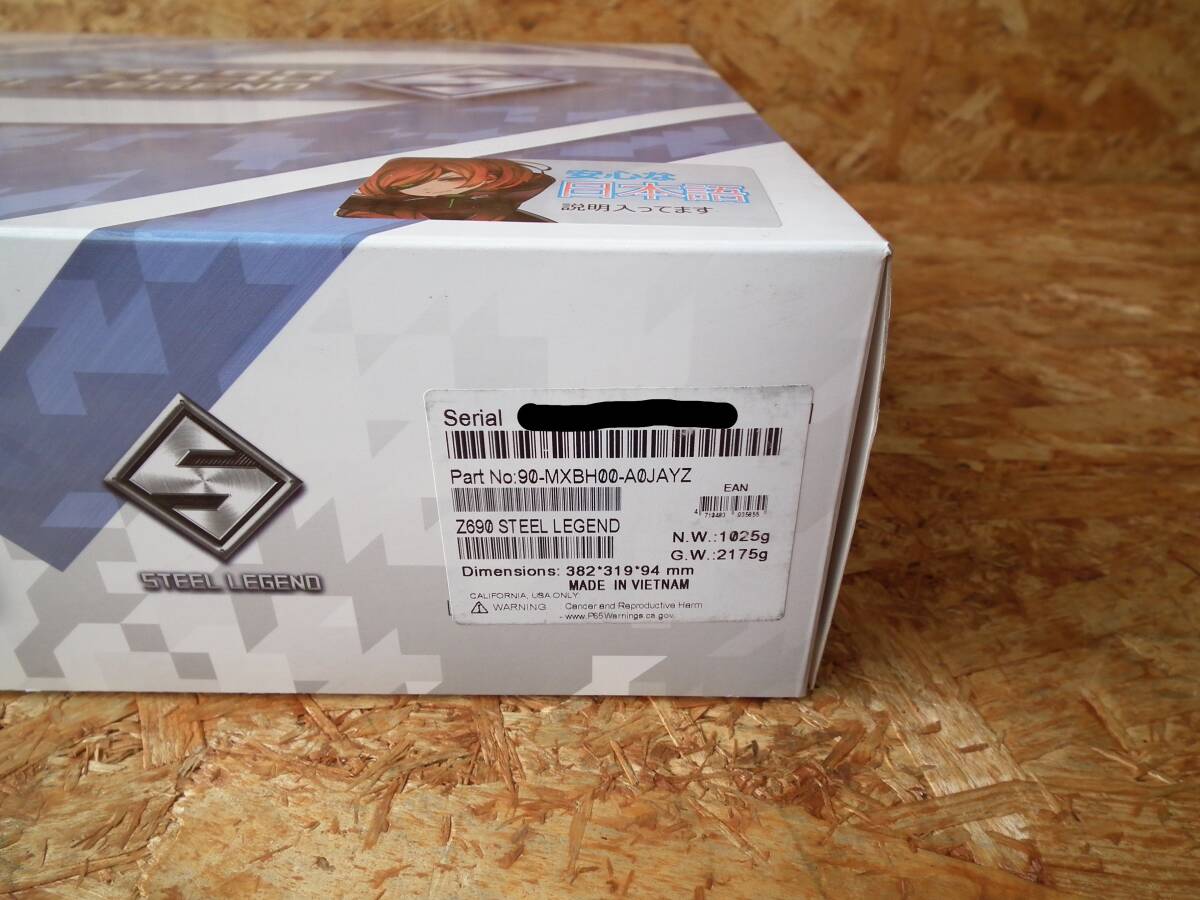 LEGEND
安心な
日本語
説明入ってます
STEEL LEGEND
Serial
Part No:90-MXBH00-A0JAYZ
EAN
Z690 STEEL LEGEND
N.W.:1025g
G.W.:2175g
Dimensions: 382*319*94 mm
MADE IN VIETNAM
CALIFORNIA, USA ONLY
WARNING Cancer and Reproductive Harm
- www.P65Warnings.ca.gov